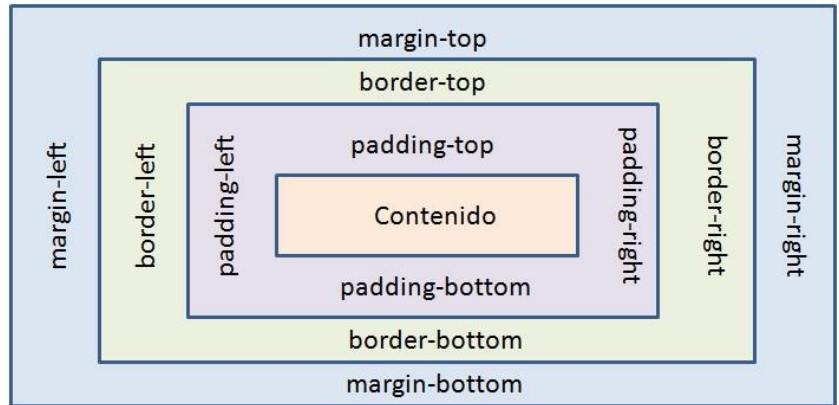 margin-top
border-top
padding-top
margin-left
border-left
padding-left
Contenido
padding-right
border-right
margin-right
padding-bottom
border-bottom
margin-bottom